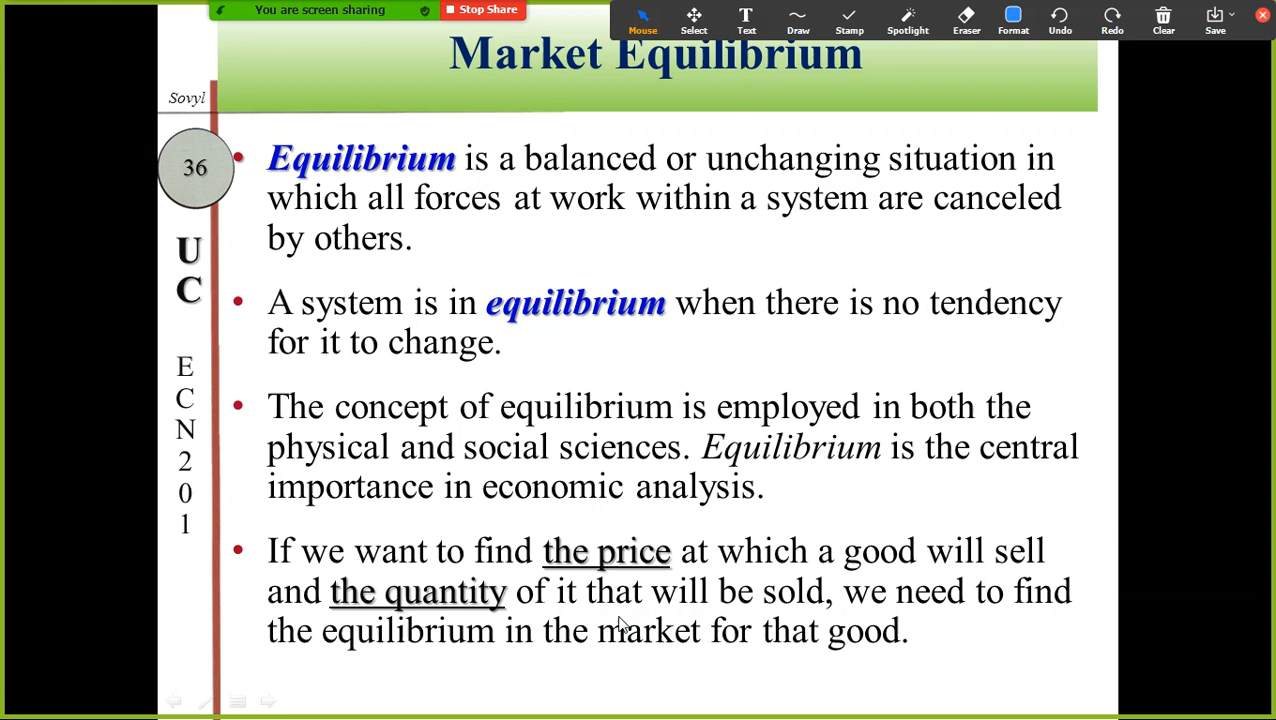 You are screen sharing
Stop Share
Mouse
Select
Text
Draw
Stamp
Spotlight
Eraser
Format
Undo
Redo
Clear
Save
Market Equilibrium
Sovyl
36
UC
ECN201
• Equilibrium is a balanced or unchanging situation in
which all forces at work within a system are canceled
by others.
• A system is in equilibrium when there is no tendency
for it to change.
• The concept of equilibrium is employed in both the
physical and social sciences. Equilibrium is the central
importance in economic analysis.
• If we want to find the price at which a good will sell
and the quantity of it that will be sold, we need to find
the equilibrium in the market for that good.